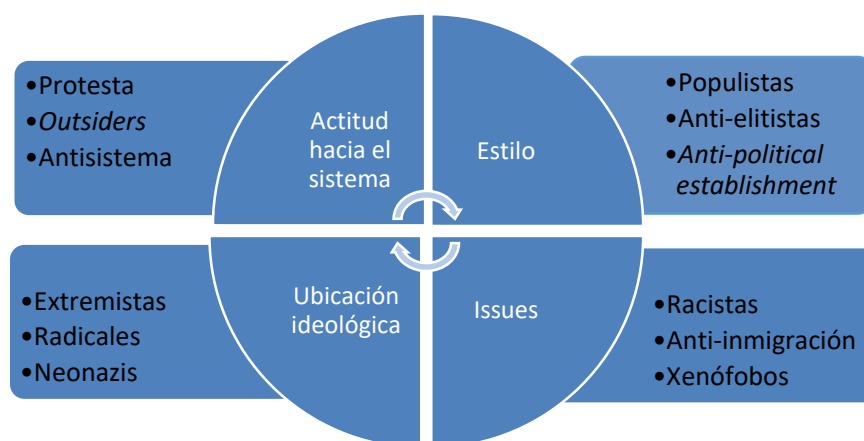 •Protesta
•Outsiders
•Antisistema
Actitud
hacia el
sistema
Estilo
•Populistas
•Anti-elitistas
•Anti-political
establishment
•Extremistas
•Radicales
•Neonazis
Ubicación
ideológica
Issues
•Racistas
•Anti-inmigración
•Xenófobos